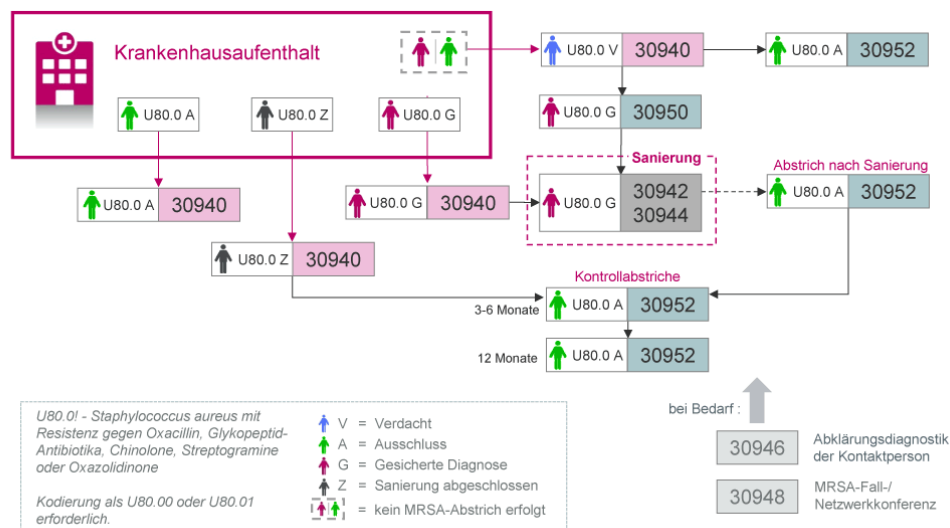 Krankenhausaufenthalt
U80.0 V 30940
U80.0 A 30952
U80.0 A
U80.0 Z
U80.0 G
U80.0 G 30950
Sanierung
Abstrich nach Sanierung
U80.0 A 30940
U80.0 G 30940
U80.0 G 30942
30944
U80.0 A 30952
U80.0 Z 30940
Kontrollabstriche
3-6 Monate
U80.0 A 30952
12 Monate
U80.0 A 30952
U80.0! - Staphylococcus aureus mit
Resistenz gegen Oxacillin, Glykopeptid-
Antibiotika, Chinolone, Streptogramine
oder Oxazolidinone
Kodierung als U80.00 oder U80.01
erforderlich.
V = Verdacht
A = Ausschluss
G = Gesicherte Diagnose
Z = Sanierung abgeschlossen
= kein MRSA-Abstrich erfolgt
bei Bedarf :
30946
Abklärungsdiagnostik
der Kontaktperson
30948
MRSA-Fall-/
Netzwerkkonferenz